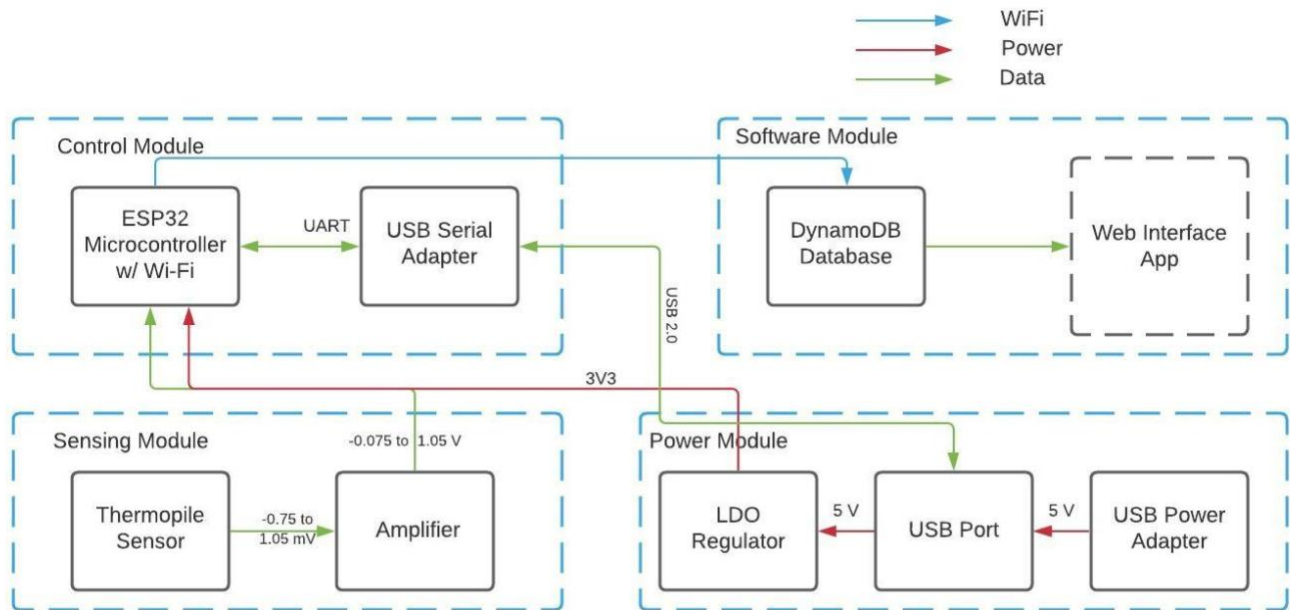 WiFi
Power
Data
Control Module
ESP32
Microcontroller
w/ Wi-Fi
UART
USB Serial
Adapter
Software Module
DynamoDB
Database
Web Interface
App
USB 2.0
3V3
Sensing Module
Thermopile
Sensor
-0.75 to
1.05 mV
Amplifier
-0.075 to 1.05 V
Power Module
LDO
Regulator
5 V
USB Port
5 V
USB Power
Adapter